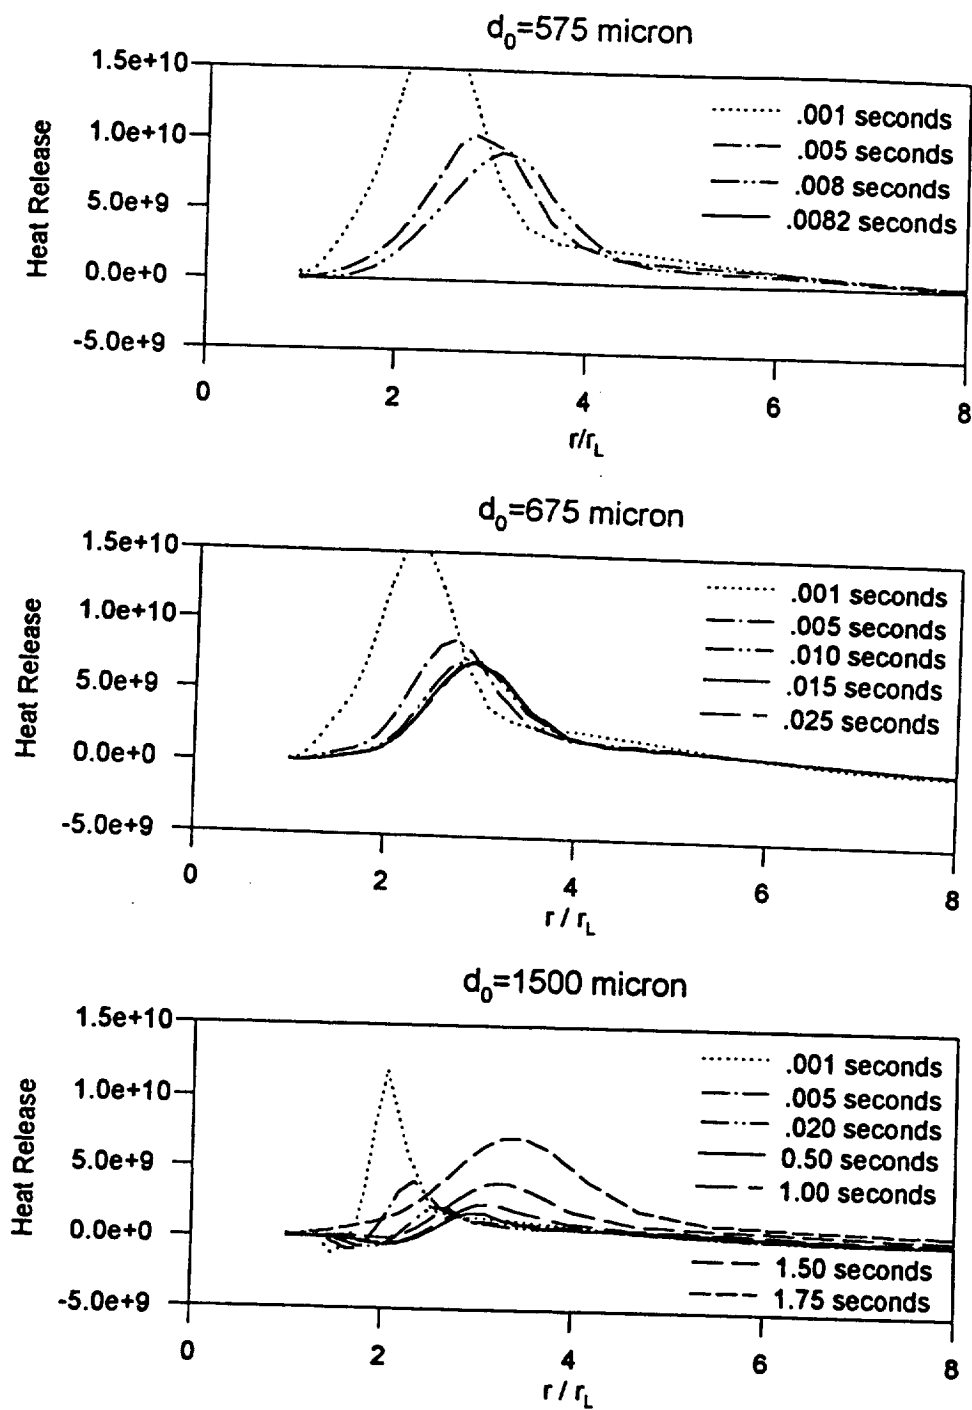 d0=575 micron
1.5e+10
1.0e+10
5.0e+9
0.0e+0
-5.0e+9
Heat Release
.001 seconds
.005 seconds
.008 seconds
.0082 seconds
0 2 4 6 8
r/rL
d0=675 micron
1.5e+10
1.0e+10
5.0e+9
0.0e+0
-5.0e+9
Heat Release
.001 seconds
.005 seconds
.010 seconds
.015 seconds
.025 seconds
0 2 4 6 8
r / rL
d0=1500 micron
1.5e+10
1.0e+10
5.0e+9
0.0e+0
-5.0e+9
Heat Release
.001 seconds
.005 seconds
.020 seconds
0.50 seconds
1.00 seconds
1.50 seconds
1.75 seconds
0 2 4 6 8
r / rL